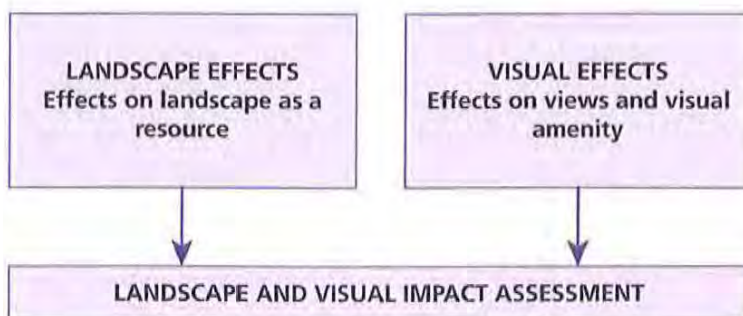 LANDSCAPE EFFECTS
Effects on landscape as a
resource
VISUAL EFFECTS
Effects on views and visual
amenity
LANDSCAPE AND VISUAL IMPACT ASSESSMENT